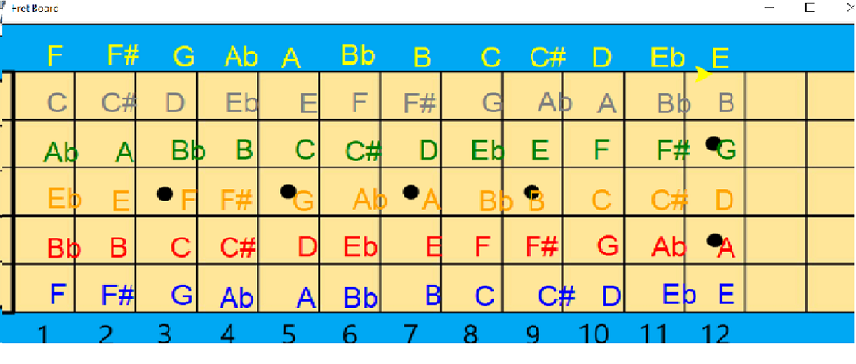 Fret Board
F F# G Ab A Bb B C C# D Eb E
C C# D Eb E F F# G Ab A Bb B
Ab A Bb B C C# D Eb E F F# G
Eb E F F# G Ab A Bb B C C# D
Bb B C C# D Eb E F F# G Ab A
F F# G Ab A Bb B C C# D Eb E
1 2 3 4 5 6 7 8 9 10 11 12